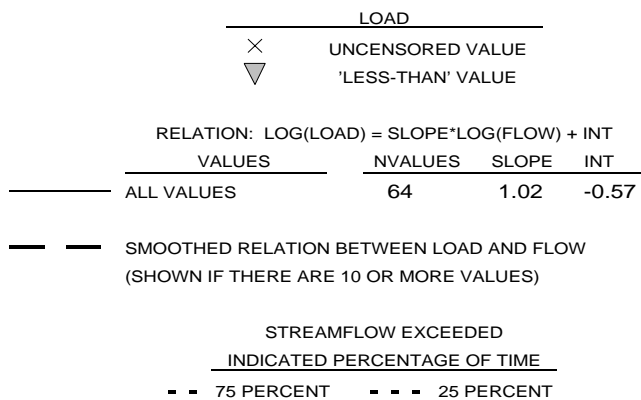 LOAD
UNCENSORED VALUE
'LESS-THAN' VALUE
RELATION: LOG(LOAD) = SLOPE*LOG(FLOW) + INT
VALUES NVALUES SLOPE INT
ALL VALUES 64 1.02 -0.57
SMOOTHED RELATION BETWEEN LOAD AND FLOW
(SHOWN IF THERE ARE 10 OR MORE VALUES)
STREAMFLOW EXCEEDED
INDICATED PERCENTAGE OF TIME
75 PERCENT 25 PERCENT